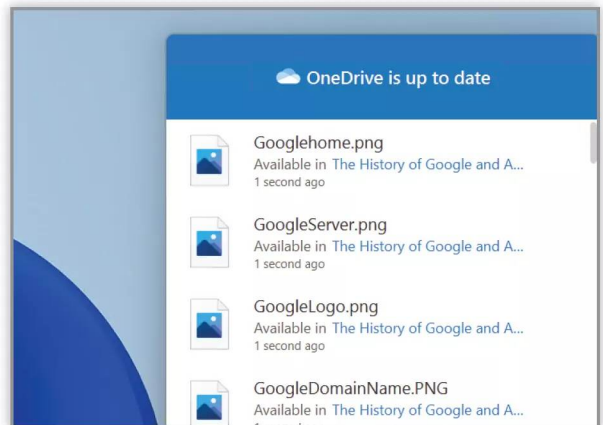 OneDrive is up to date
Googlehome.png
Available in The History of Google and A...
1 second ago
GoogleServer.png
Available in The History of Google and A...
1 second ago
GoogleLogo.png
Available in The History of Google and A...
1 second ago
GoogleDomainName.PNG
Available in The History of Google and A...